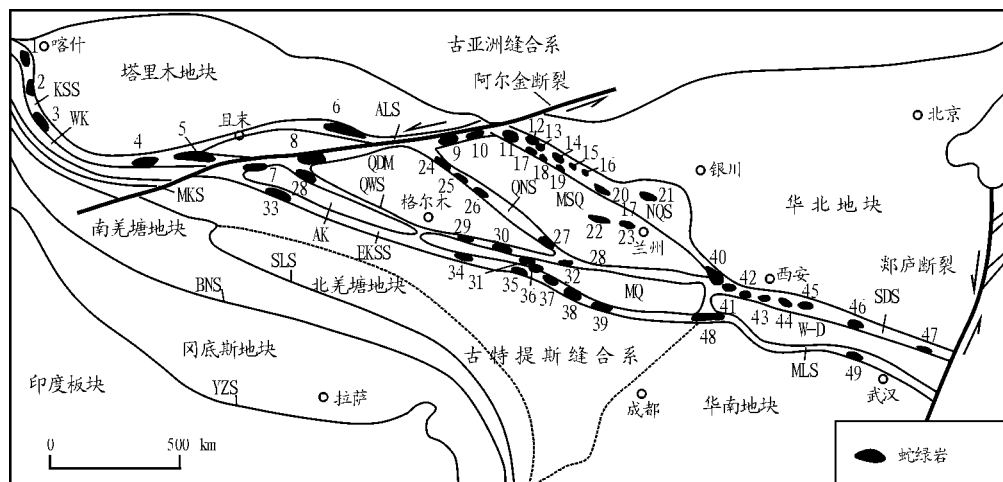 古亚洲缝合系
1 喀什
塔里木地块
阿尔金断裂
2
KSS
6
ALS
北京
3
WK
且末
12
13
4
5
8
9
10
11
14
15
银川
17
16
QDM
24
18
7
QWS
25
QNS
19
MSQ
20
21
华北地块
MKS
28
格尔木
26
17
NQS
33
22
23
兰州
南羌塘地块
AK
29
30
27
28
郯庐断裂
EKSS
40
西安
SLS
北羌塘地块
34
31
35
36
37
32
MQ
42
45
BNS
38
39
41
43
44
46
SDS
古特提斯缝合系
48
W-D
47
冈底斯地块
MLS
49
印度板块
YZS
拉萨
成都
华南地块
武汉
0 500 km
蛇绿岩